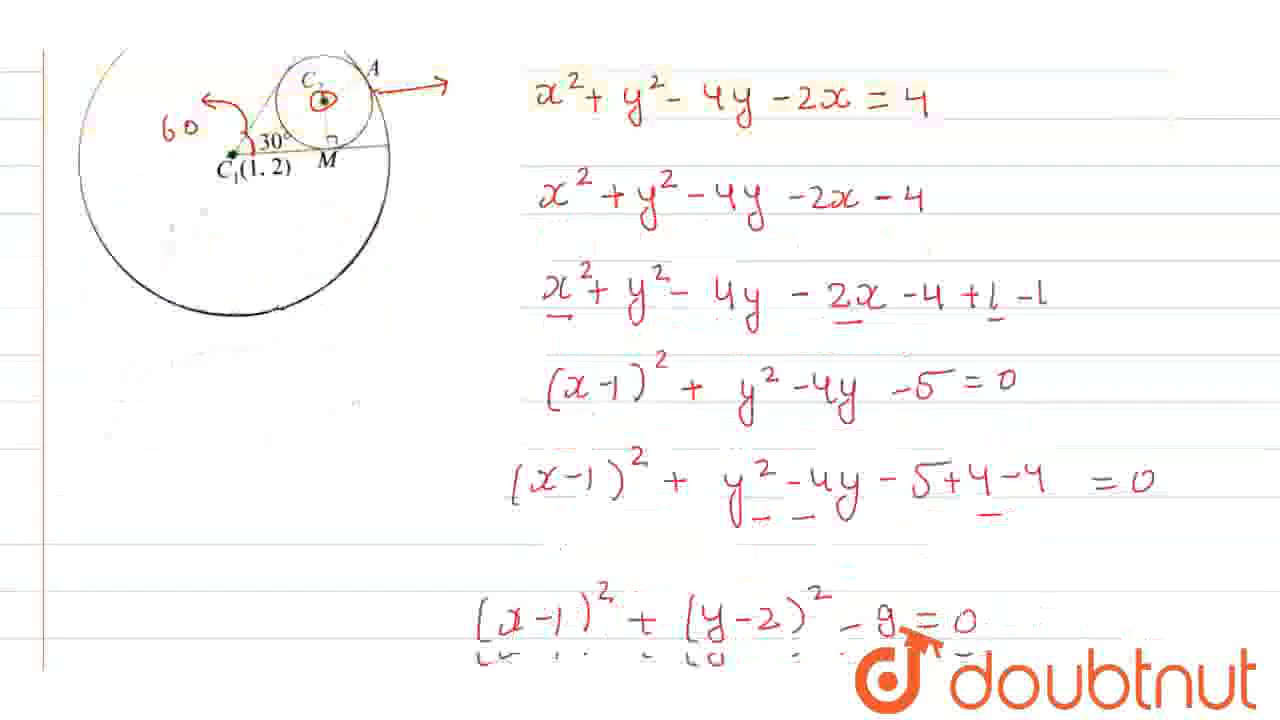 C₂
A
60
30°
C₁(1, 2)
M
x² + y² - 4y - 2x = 4
x² + y² - 4y - 2x - 4
x² + y² - 4y - 2x - 4 + 1 - 1
(x-1)² + y² - 4y - 5 = 0
(x-1)² + y² - 4y - 5 + 4 - 4 = 0
(x-1)² + (y-2)² - 9 = 0
doubtnut